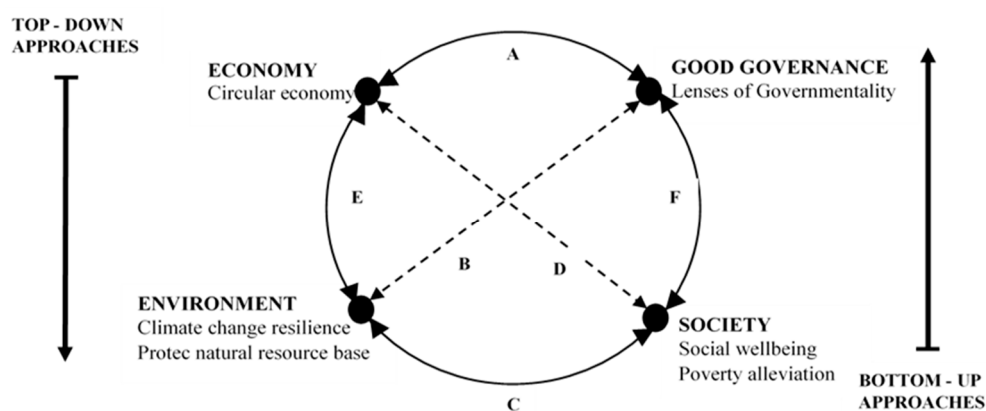 TOP - DOWN
APPROACHES
A
ECONOMY
Circular economy
GOOD GOVERNANCE
Lenses of Governmentality
E
F
B
D
ENVIRONMENT
Climate change resilience
Protec natural resource base
SOCIETY
Social wellbeing
Poverty alleviation
BOTTOM - UP
APPROACHES
C